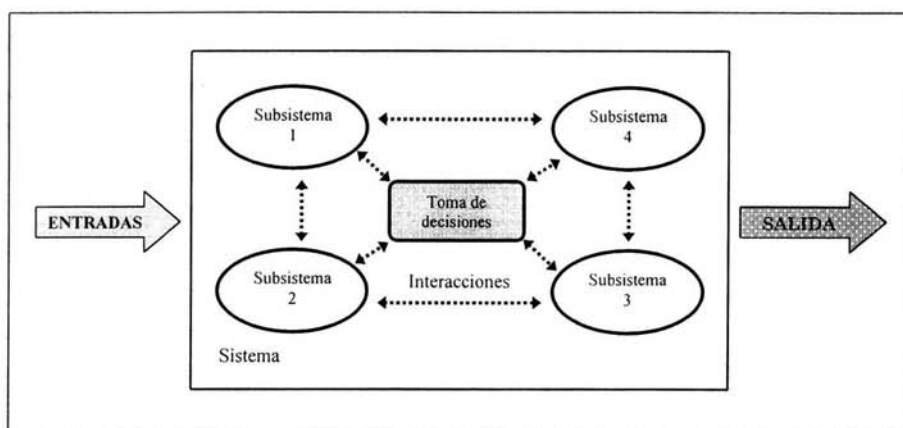 Subsistema
1
Subsistema
4
ENTRADAS
Toma de
decisiones
SALIDA
Subsistema
2
Interacciones
Subsistema
3
Sistema